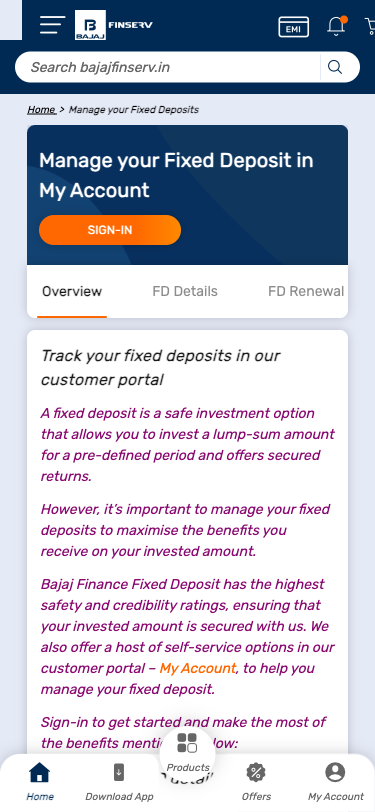 BAJAJ FINSERV
EMI
Search bajajfinserv.in
Home > Manage your Fixed Deposits
Manage your Fixed Deposit in
My Account
SIGN-IN
Overview FD Details FD Renewal
Track your fixed deposits in our
customer portal
A fixed deposit is a safe investment option
that allows you to invest a lump-sum amount
for a pre-defined period and offers secured
returns.
However, it's important to manage your fixed
deposits to maximise the benefits you
receive on your invested amount.
Bajaj Finance Fixed Deposit has the highest
safety and credibility ratings, ensuring that
your invested amount is secured with us. We
also offer a host of self-service options in our
customer portal – My Account, to help you
manage your fixed deposit.
Sign-in to get started and make the most of
the benefits
Products
Home Download App Offers My Account